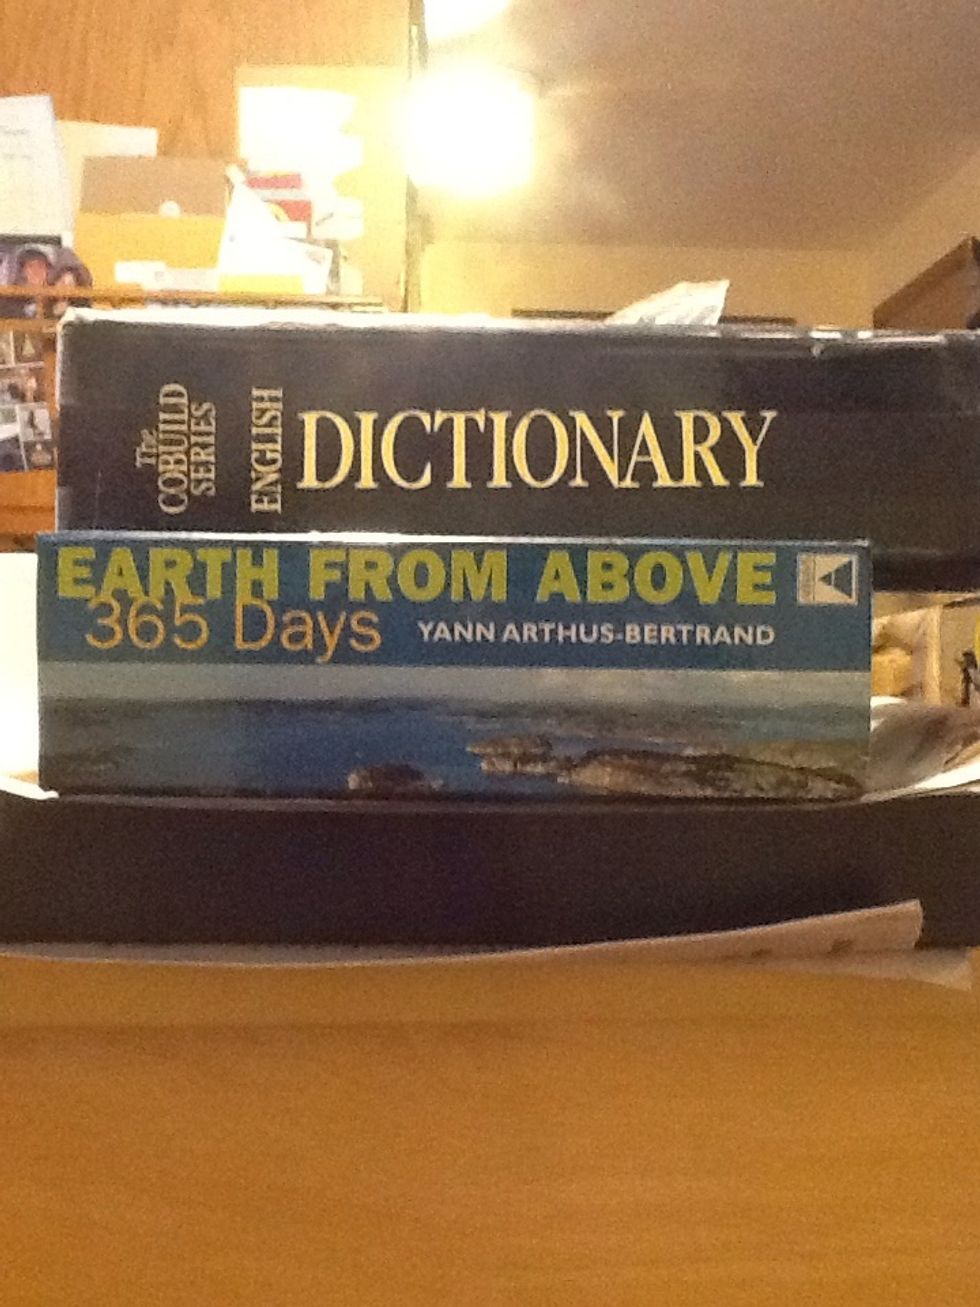 The
COBUILD
SERIES
ENGLISH
DICTIONARY
EARTH FROM ABOVE
365 Days
YANN ARTHUS-BERTRAND